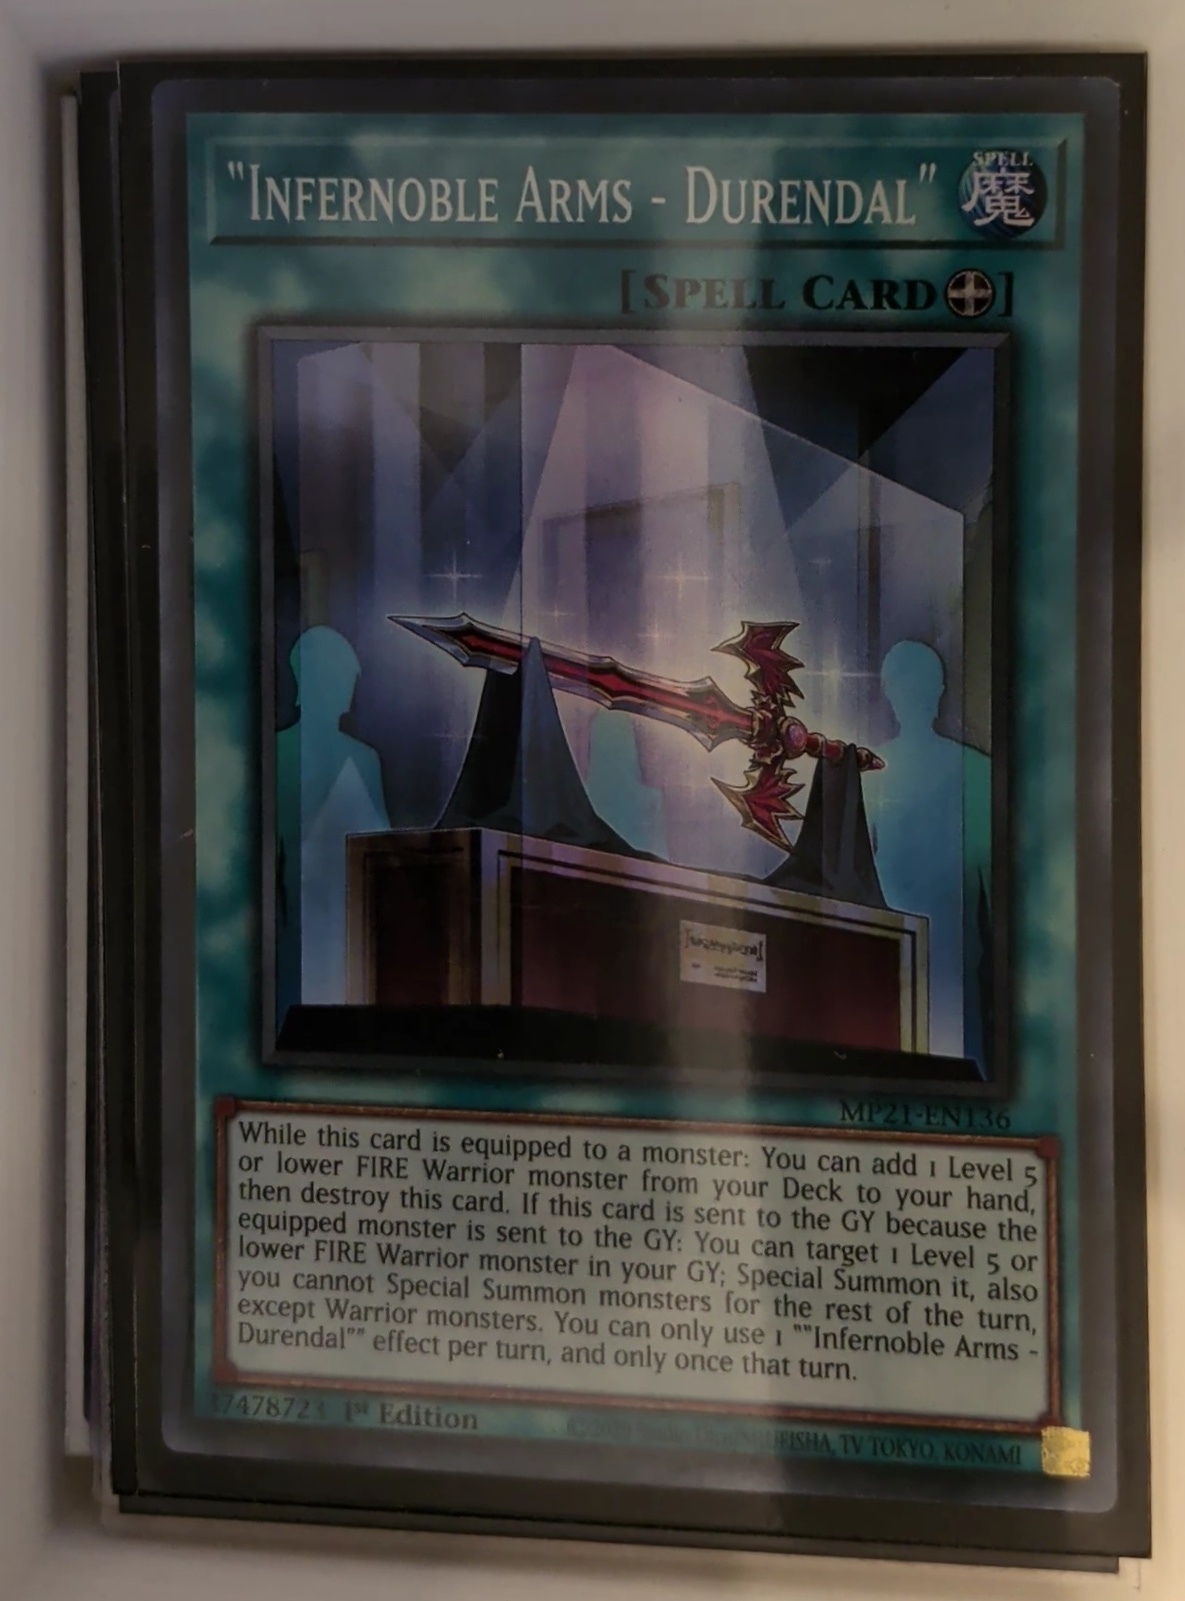 "Infernoble Arms - Durendal"
SPELL
魔
[Spell Card]
MP21-EN136
While this card is equipped to a monster: You can add 1 Level 5
or lower FIRE Warrior monster from your Deck to your hand,
then destroy this card. If this card is sent to the GY because the
equipped monster is sent to the GY: You can target 1 Level 5 or
lower FIRE Warrior monster in your GY; Special Summon it, also
you cannot Special Summon monsters for the rest of the turn,
except Warrior monsters. You can only use 1 ""Infernoble Arms -
Durendal"" effect per turn, and only once that turn.
1st Edition
TV TOKYO, KONAMI